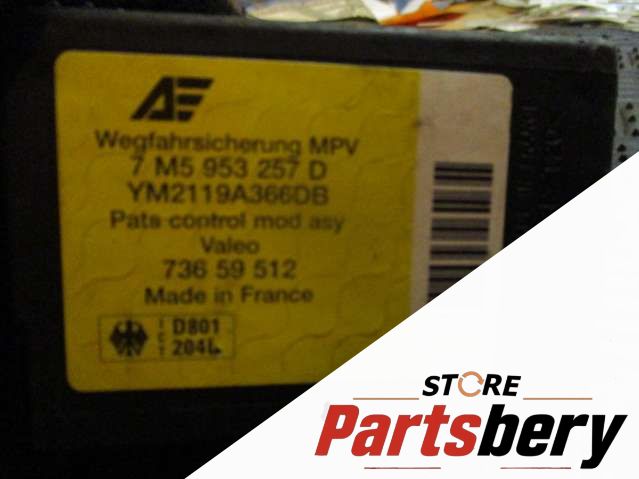 AE
Wegfahrsicherung MPV
7 M5 953 257 D
YM2119A366DB
Pats control mod asy
Valeo
736 59 512
Made in France
D801
204L
STORE
Partsbery